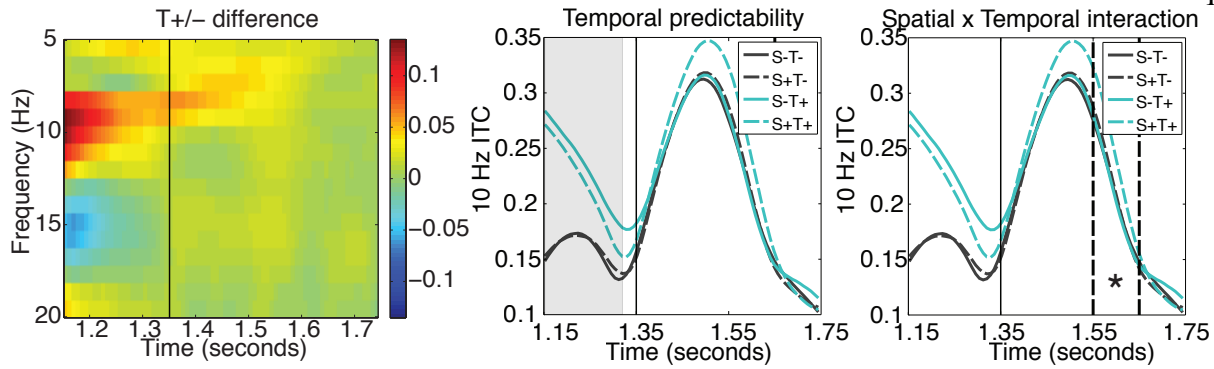 T+/− difference
5
10
15
20
Frequency (Hz)
1.2 1.3 1.4 1.5 1.6 1.7
Time (seconds)
0.1
0.05
0
−0.05
−0.1
Temporal predictability
0.35
0.3
0.25
0.2
0.15
0.1
10 Hz ITC
S-T-
S+T-
S-T+
S+T+
1.15 1.35 1.55 1.75
Time (seconds)
Spatial x Temporal interaction
0.35
0.3
0.25
0.2
0.15
0.1
10 Hz ITC
S-T-
S+T-
S-T+
S+T+
*
1.15 1.35 1.55 1.75
Time (seconds)